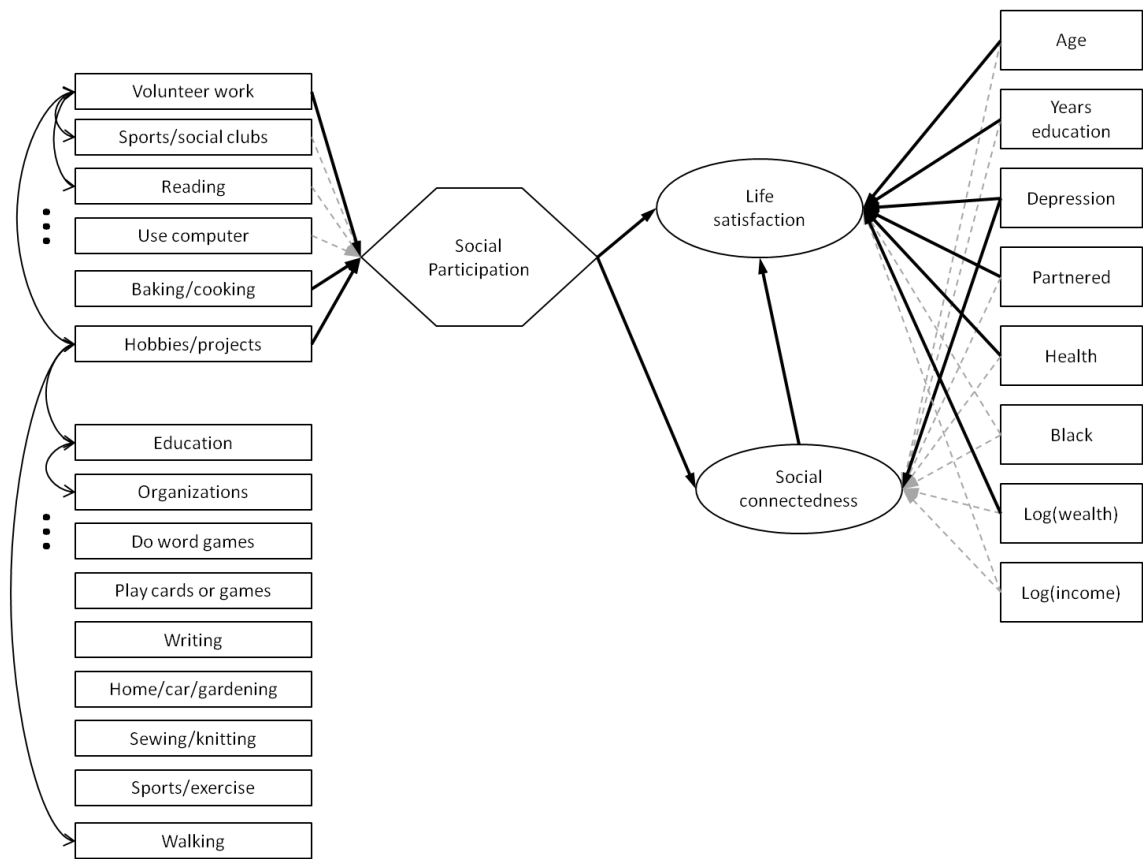 Volunteer work
Sports/social clubs
Reading
Use computer
Baking/cooking
Hobbies/projects
Education
Organizations
Do word games
Play cards or games
Writing
Home/car/gardening
Sewing/knitting
Sports/exercise
Walking
Social
Participation
Life
satisfaction
Social
connectedness
Age
Years
education
Depression
Partnered
Health
Black
Log(wealth)
Log(income)